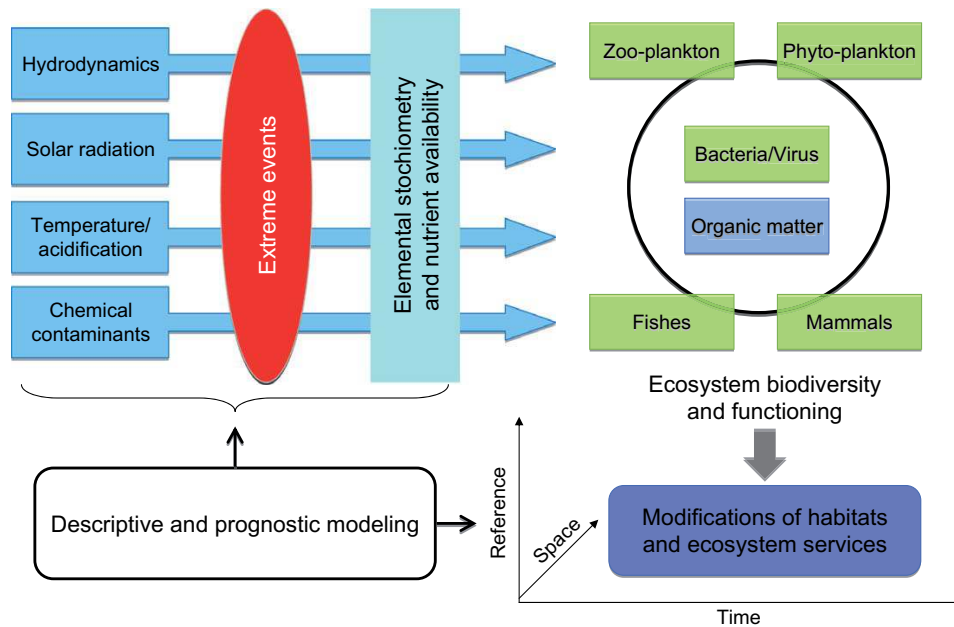 Hydrodynamics
Solar radiation
Temperature/
acidification
Chemical
contaminants
Extreme events
Elemental stochiometry
and nutrient availability
Zoo-plankton
Phyto-plankton
Bacteria/Virus
Organic matter
Fishes
Mammals
Ecosystem biodiversity
and functioning
Descriptive and prognostic modeling
Reference
Space
Time
Modifications of habitats
and ecosystem services